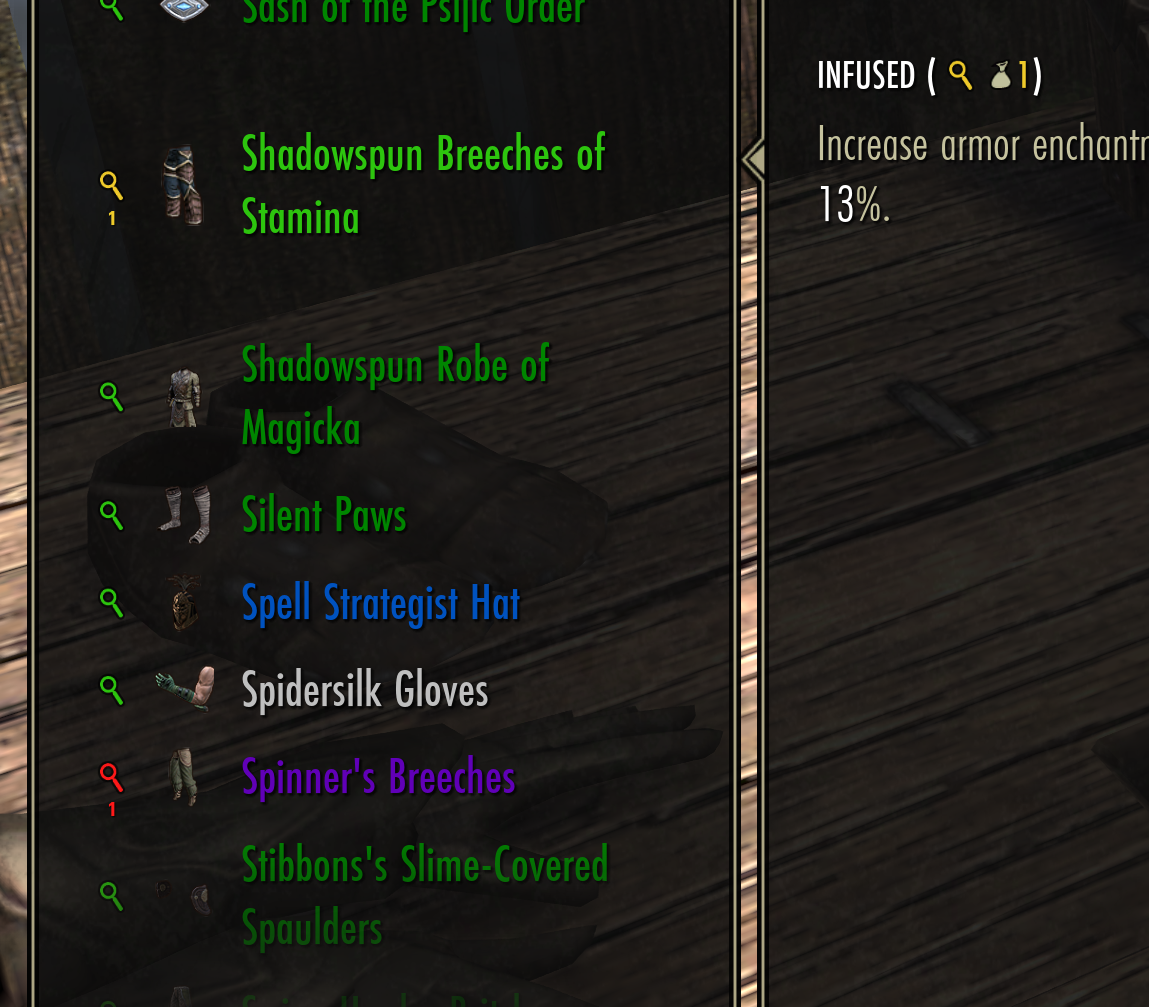 Sash of the Psijic Order
Shadowspun Breeches of
Stamina
1
Shadowspun Robe of
Magicka
Silent Paws
Spell Strategist Hat
Spidersilk Gloves
Spinner's Breeches
1
Stibbons's Slime-Covered
Spaulders
INFUSED ( 1)
Increase armor enchantr
13%.